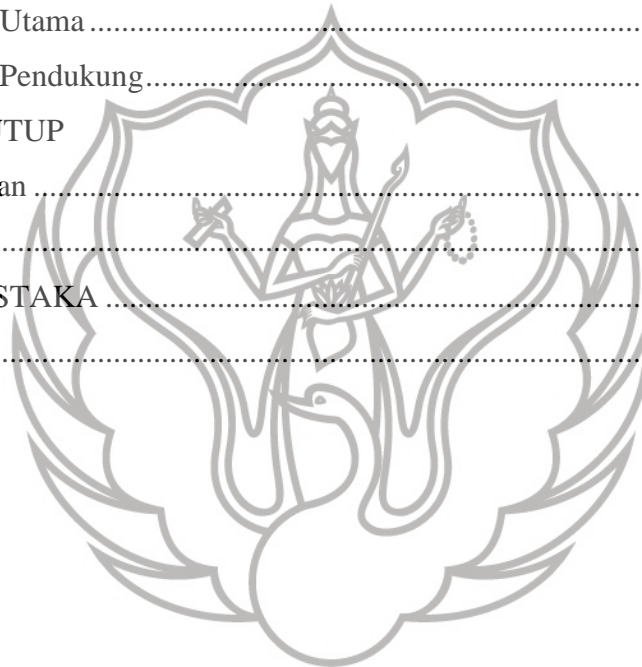 Utama ......................................................................................
Pendukung..............................................................................
UTUP
an .............................................................................................
..................................................................................................
STAKA ....................................................................................
..................................................................................................